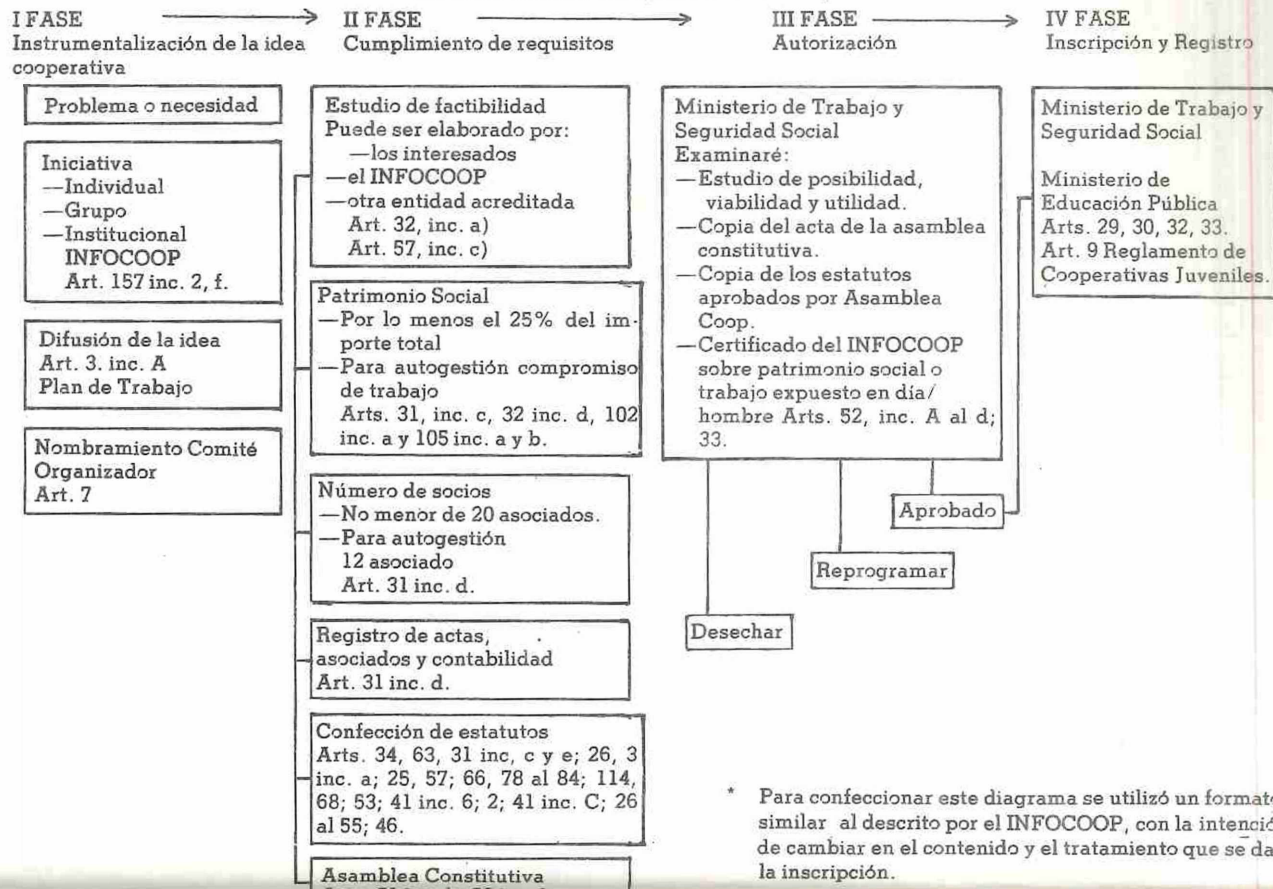 I FASE
Instrumentalización de la idea
cooperativa
Problema o necesidad
Iniciativa
—Individual
—Grupo
—Institucional
INFOCOOP
Art. 157 inc. 2, f.
Difusión de la idea
Art. 3. inc. A
Plan de Trabajo
Nombramiento Comité
Organizador
Art. 7
II FASE
Cumplimiento de requisitos
Estudio de factibilidad
Puede ser elaborado por:
—los interesados
—el INFOCOOP
—otra entidad acreditada
Art. 32, inc. a)
Art. 57, inc. c)
Patrimonio Social
—Por lo menos el 25% del im-
porte total
—Para autogestión compromiso
de trabajo
Arts. 31, inc. c, 32 inc. d, 102
inc. a y 105 inc. a y b.
Número de socios
—No menor de 20 asociados.
—Para autogestión
12 asociado
Art. 31 inc. d.
Registro de actas,
asociados y contabilidad
Art. 31 inc. d.
Confección de estatutos
Arts. 34, 63, 31 inc, c y e; 26, 3
inc. a; 25, 57; 66, 78 al 84; 114,
68; 53; 41 inc. 6; 2; 41 inc. C; 26
al 55; 46.
Asamblea Constitutiva
III FASE
Autorización
Ministerio de Trabajo y
Seguridad Social
Examinaré:
—Estudio de posibilidad,
viabilidad y utilidad.
—Copia del acta de la asamblea
constitutiva.
—Copia de los estatutos
aprobados por Asamblea
Coop.
—Certificado del INFOCOOP
sobre patrimonio social o
trabajo expuesto en día/
hombre Arts. 52, inc. A al d;
33.
Aprobado
Reprogramar
Desechar
IV FASE
Inscripción y Registro
Ministerio de Trabajo y
Seguridad Social
Ministerio de
Educación Pública
Arts. 29, 30, 32, 33.
Art. 9 Reglamento de
Cooperativas Juveniles.
* Para confeccionar este diagrama se utilizó un formato
similar al descrito por el INFOCOOP, con la intenció
de cambiar en el contenido y el tratamiento que se da
la inscripción.